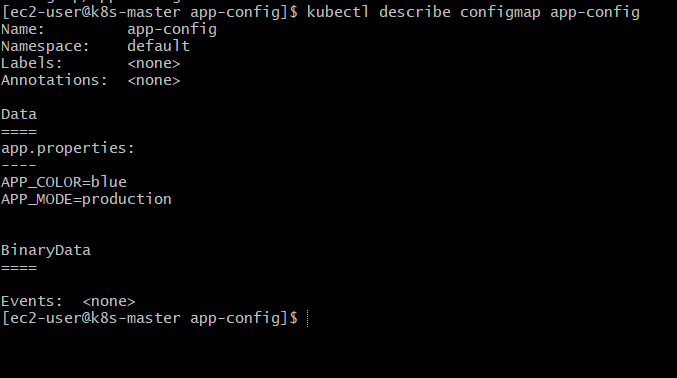 [ec2-user@k8s-master app-config]$ kubectl describe configmap app-config
Name:         app-config
Namespace:    default
Labels:       <none>
Annotations:  <none>

Data
====
app.properties:
----
APP_COLOR=blue
APP_MODE=production


BinaryData
====

Events:  <none>
[ec2-user@k8s-master app-config]$